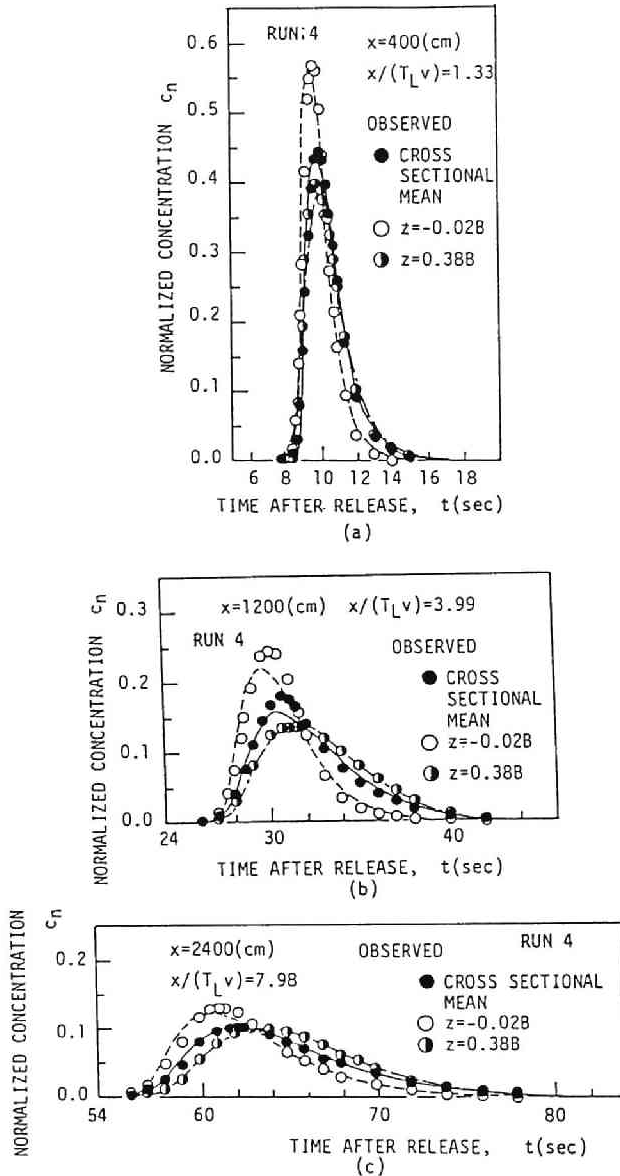 RUN:4
x=400(cm)
x/(T_L v)=1.33
OBSERVED
● CROSS
SECTIONAL
MEAN
○ z=-0.02B
◑ z=0.38B
NORMALIZED CONCENTRATION c_n
0.6
0.5
0.4
0.3
0.2
0.1
0.0
6 8 10 12 14 16 18
TIME AFTER RELEASE, t(sec)
(a)
x=1200(cm) x/(T_L v)=3.99
RUN 4
OBSERVED
● CROSS
SECTIONAL
MEAN
○ z=-0.02B
◑ z=0.38B
NORMALIZED CONCENTRATION c_n
0.3
0.2
0.1
0.0
24 30 40
TIME AFTER RELEASE, t(sec)
(b)
x=2400(cm) OBSERVED RUN 4
x/(T_L v)=7.98
● CROSS SECTIONAL
MEAN
○ z=-0.02B
◑ z=0.38B
NORMALIZED CONCENTRATION c_n
0.2
0.1
0.0
54 60 70 80
TIME AFTER RELEASE, t(sec)
(c)